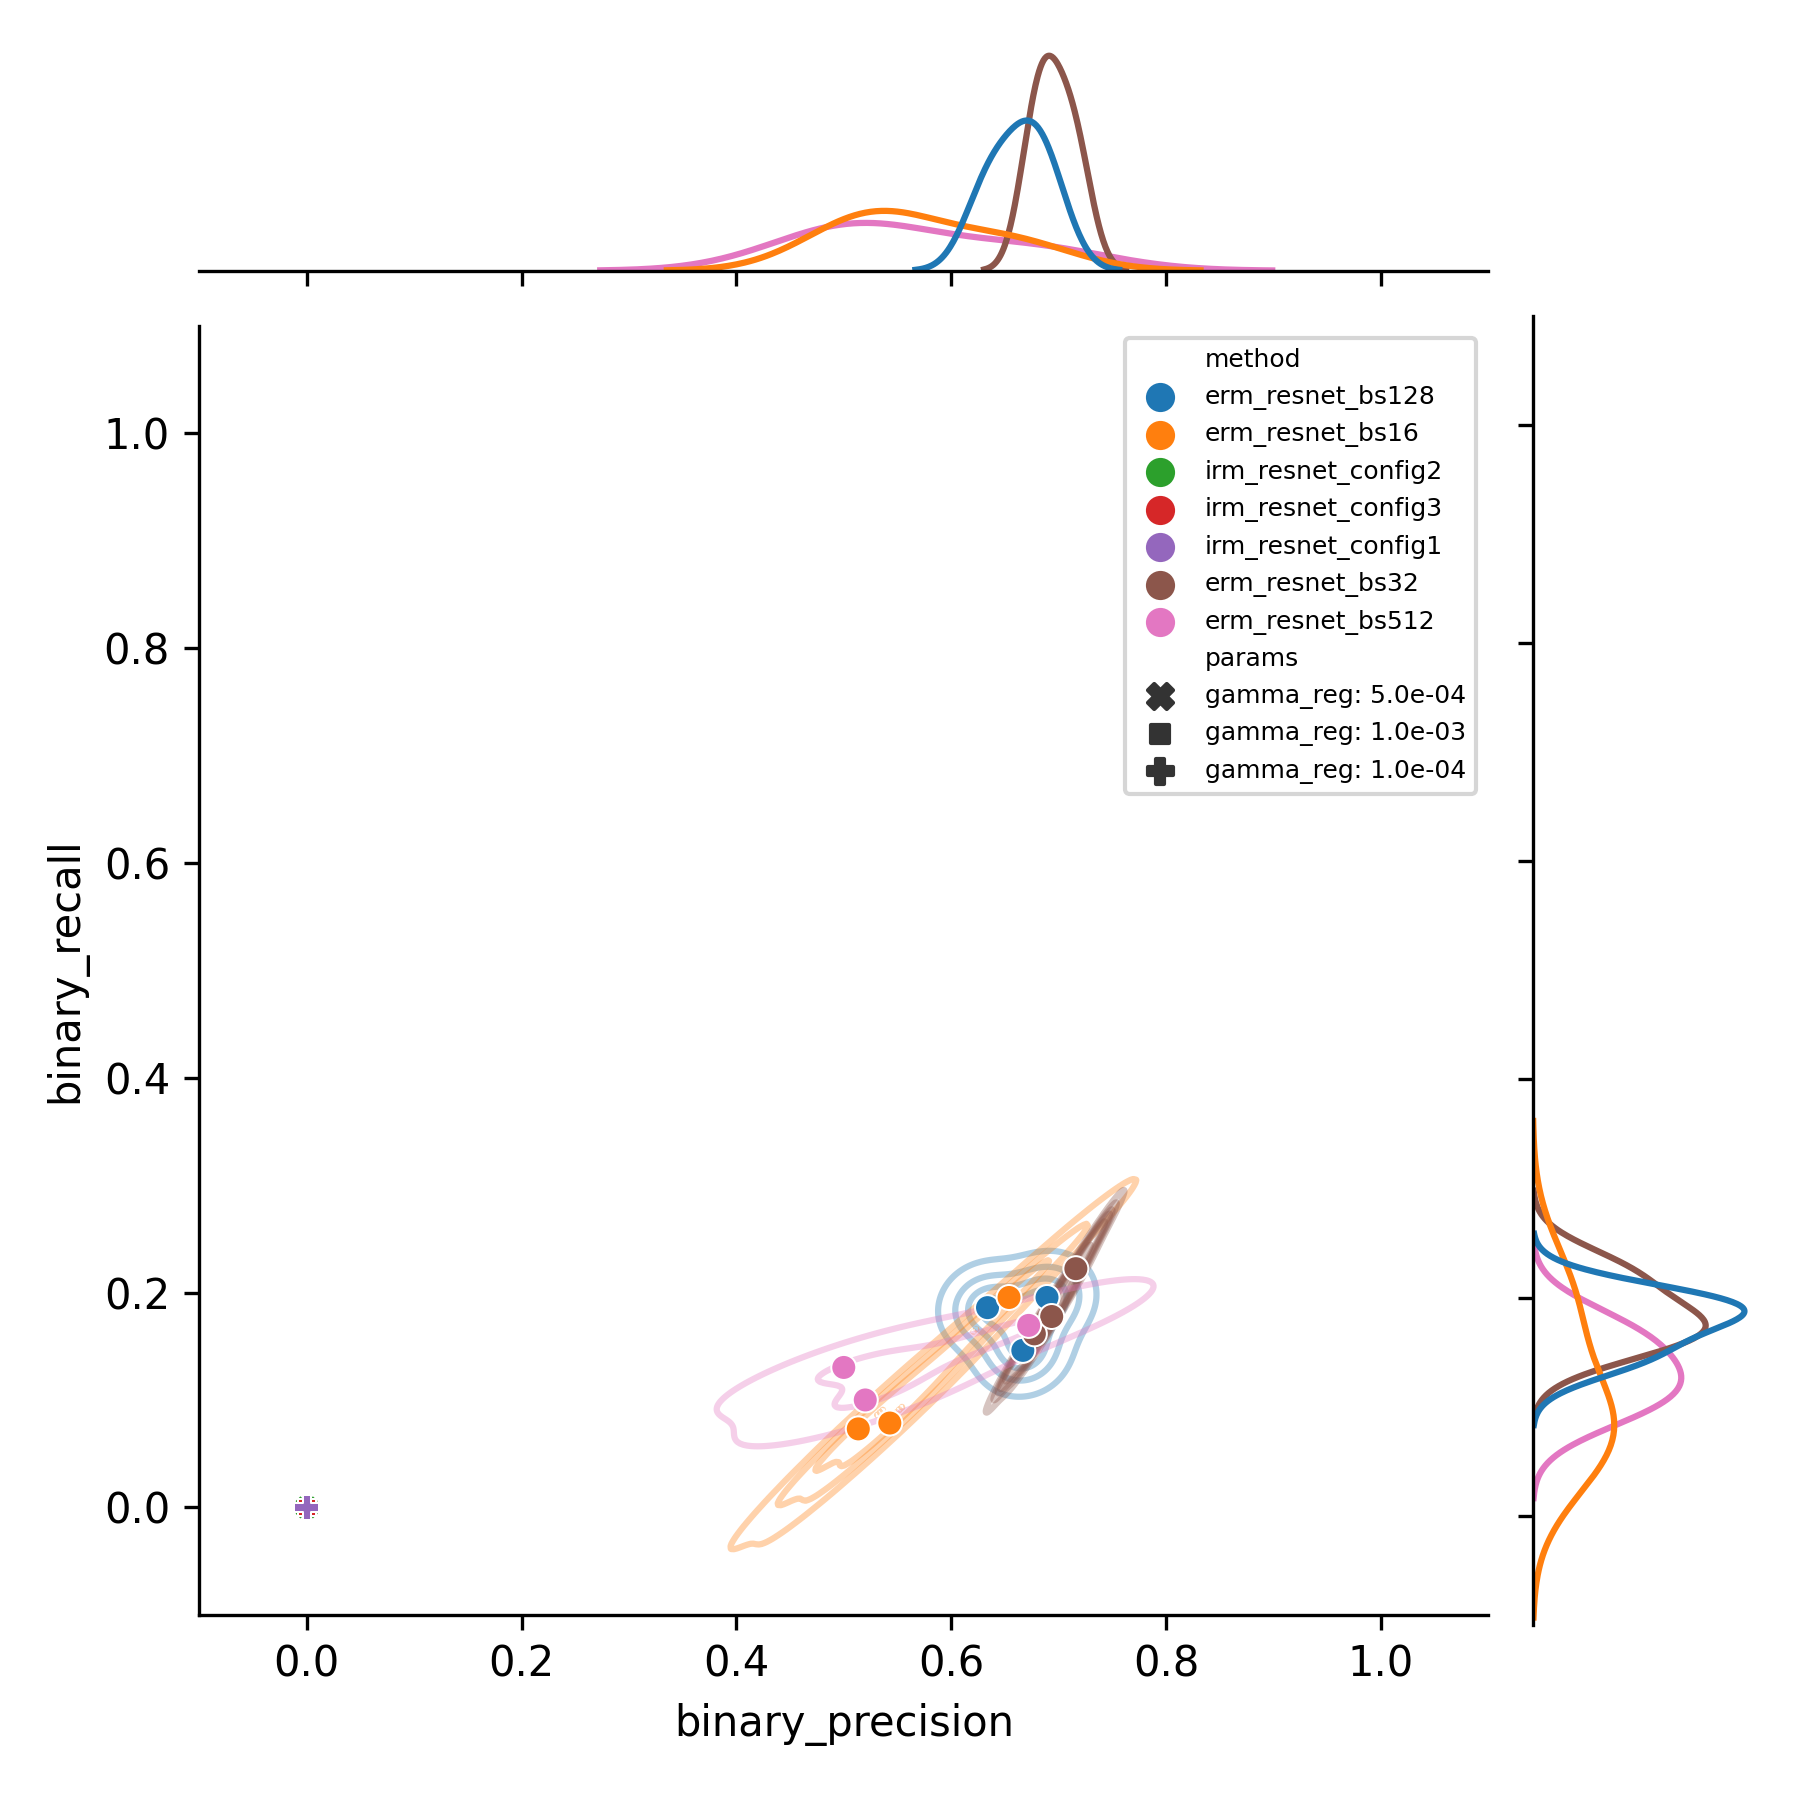 method
erm_resnet_bs128
erm_resnet_bs16
irm_resnet_config2
irm_resnet_config3
irm_resnet_config1
erm_resnet_bs32
erm_resnet_bs512
params
gamma_reg: 5.0e-04
gamma_reg: 1.0e-03
gamma_reg: 1.0e-04
1.0
0.8
0.6
0.4
0.2
0.0
binary_recall
0.0 0.2 0.4 0.6 0.8 1.0
binary_precision